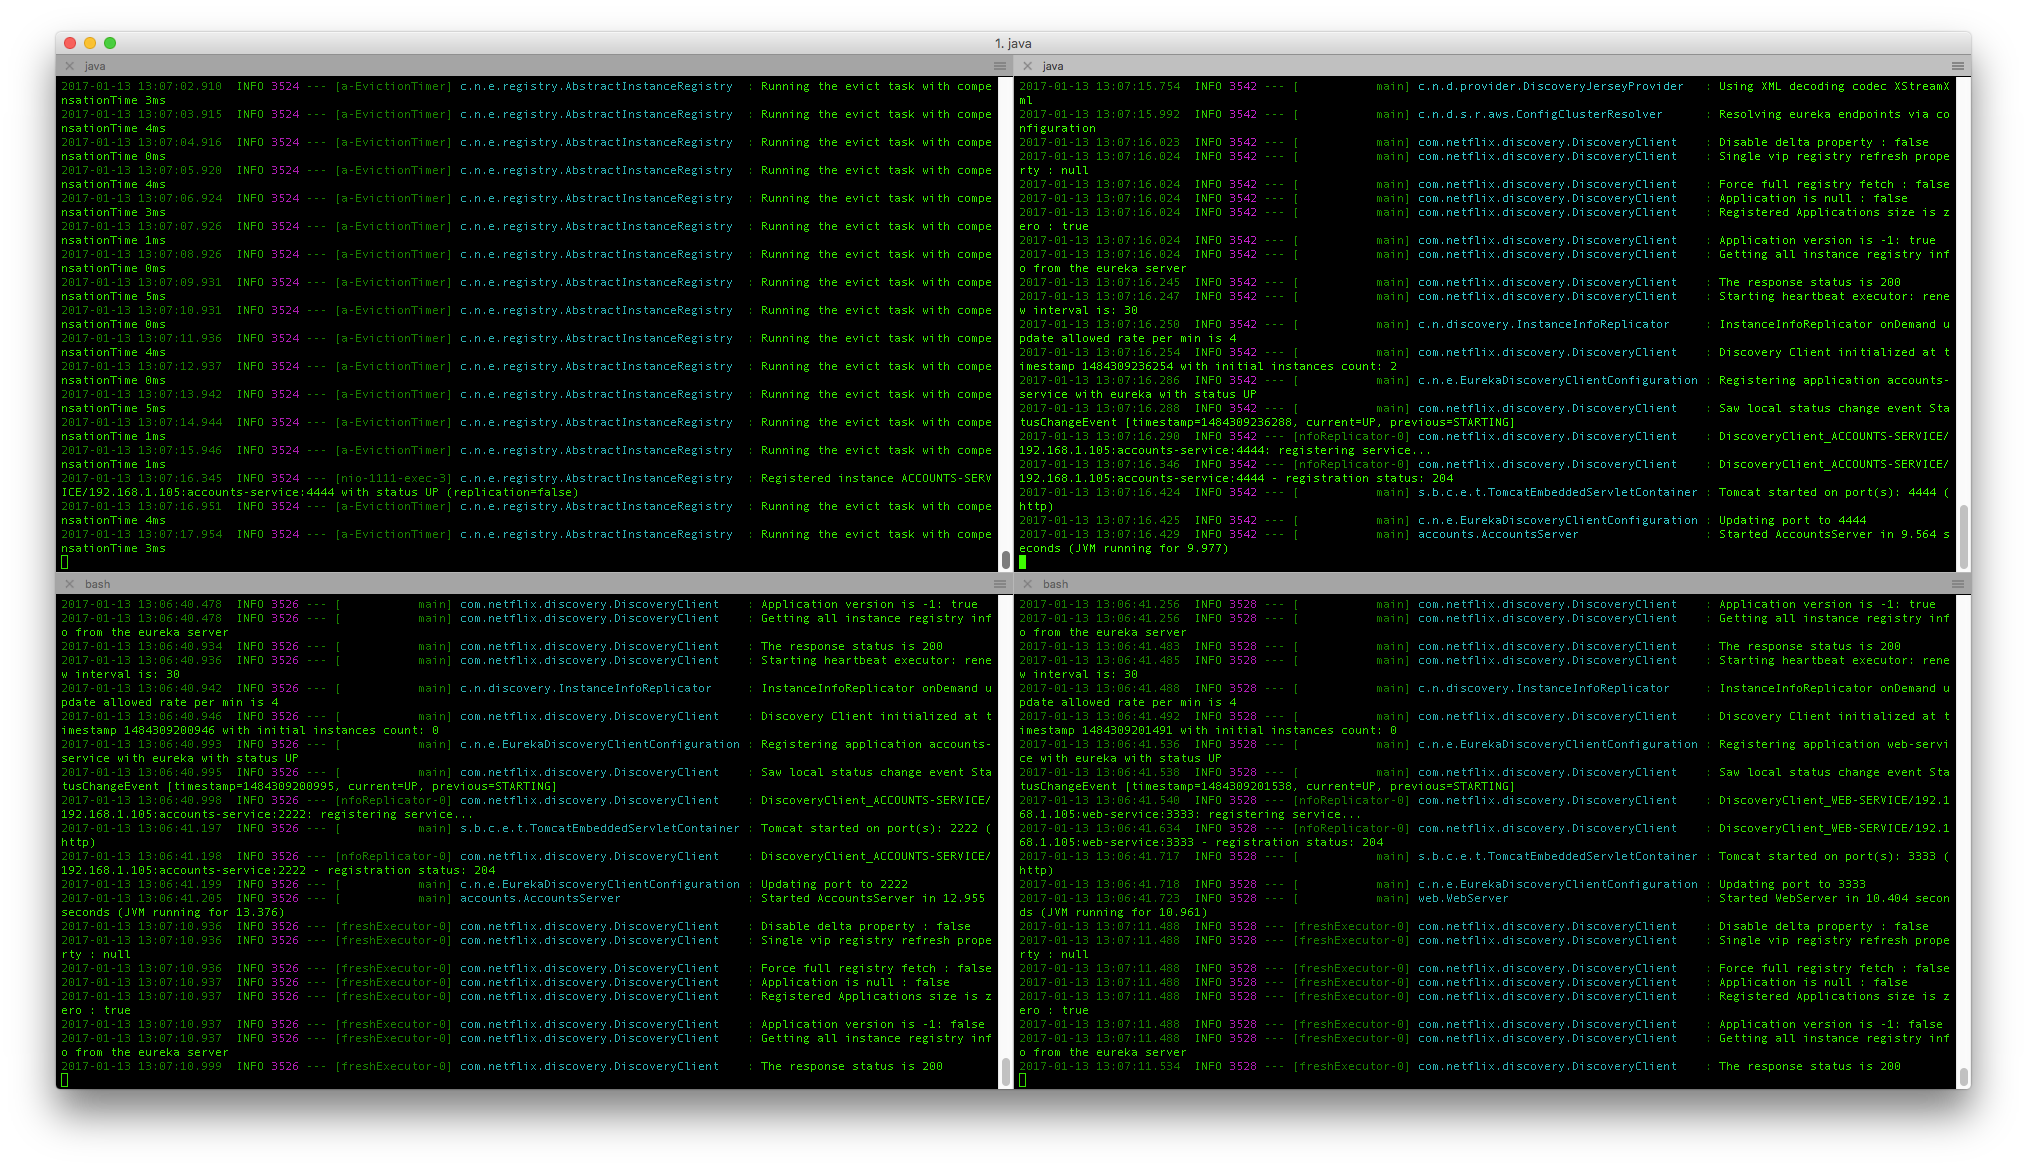 1. java
java
2017-01-13 13:07:02.910  INFO 3524 --- [a-EvictionTimer] c.n.e.registry.AbstractInstanceRegistry  : Running the evict task with compe
nsationTime 3ms
2017-01-13 13:07:03.915  INFO 3524 --- [a-EvictionTimer] c.n.e.registry.AbstractInstanceRegistry  : Running the evict task with compe
nsationTime 4ms
2017-01-13 13:07:04.916  INFO 3524 --- [a-EvictionTimer] c.n.e.registry.AbstractInstanceRegistry  : Running the evict task with compe
nsationTime 0ms
2017-01-13 13:07:05.920  INFO 3524 --- [a-EvictionTimer] c.n.e.registry.AbstractInstanceRegistry  : Running the evict task with compe
nsationTime 4ms
2017-01-13 13:07:06.924  INFO 3524 --- [a-EvictionTimer] c.n.e.registry.AbstractInstanceRegistry  : Running the evict task with compe
nsationTime 3ms
2017-01-13 13:07:07.926  INFO 3524 --- [a-EvictionTimer] c.n.e.registry.AbstractInstanceRegistry  : Running the evict task with compe
nsationTime 1ms
2017-01-13 13:07:08.926  INFO 3524 --- [a-EvictionTimer] c.n.e.registry.AbstractInstanceRegistry  : Running the evict task with compe
nsationTime 0ms
2017-01-13 13:07:09.931  INFO 3524 --- [a-EvictionTimer] c.n.e.registry.AbstractInstanceRegistry  : Running the evict task with compe
nsationTime 5ms
2017-01-13 13:07:10.931  INFO 3524 --- [a-EvictionTimer] c.n.e.registry.AbstractInstanceRegistry  : Running the evict task with compe
nsationTime 0ms
2017-01-13 13:07:11.936  INFO 3524 --- [a-EvictionTimer] c.n.e.registry.AbstractInstanceRegistry  : Running the evict task with compe
nsationTime 4ms
2017-01-13 13:07:12.937  INFO 3524 --- [a-EvictionTimer] c.n.e.registry.AbstractInstanceRegistry  : Running the evict task with compe
nsationTime 0ms
2017-01-13 13:07:13.942  INFO 3524 --- [a-EvictionTimer] c.n.e.registry.AbstractInstanceRegistry  : Running the evict task with compe
nsationTime 5ms
2017-01-13 13:07:14.944  INFO 3524 --- [a-EvictionTimer] c.n.e.registry.AbstractInstanceRegistry  : Running the evict task with compe
nsationTime 1ms
2017-01-13 13:07:15.946  INFO 3524 --- [a-EvictionTimer] c.n.e.registry.AbstractInstanceRegistry  : Running the evict task with compe
nsationTime 1ms
2017-01-13 13:07:16.345  INFO 3524 --- [nio-1111-exec-3] c.n.e.registry.AbstractInstanceRegistry  : Registered instance ACCOUNTS-SERV
ICE/192.168.1.105:accounts-service:4444 with status UP (replication=false)
2017-01-13 13:07:16.951  INFO 3524 --- [a-EvictionTimer] c.n.e.registry.AbstractInstanceRegistry  : Running the evict task with compe
nsationTime 4ms
2017-01-13 13:07:17.954  INFO 3524 --- [a-EvictionTimer] c.n.e.registry.AbstractInstanceRegistry  : Running the evict task with compe
nsationTime 3ms
java
2017-01-13 13:07:15.754  INFO 3542 --- [           main] c.n.d.provider.DiscoveryJerseyProvider   : Using XML decoding codec XStreamX
ml
2017-01-13 13:07:15.992  INFO 3542 --- [           main] c.n.d.s.r.aws.ConfigClusterResolver      : Resolving eureka endpoints via co
nfiguration
2017-01-13 13:07:16.023  INFO 3542 --- [           main] com.netflix.discovery.DiscoveryClient    : Disable delta property : false
2017-01-13 13:07:16.024  INFO 3542 --- [           main] com.netflix.discovery.DiscoveryClient    : Single vip registry refresh prope
rty : null
2017-01-13 13:07:16.024  INFO 3542 --- [           main] com.netflix.discovery.DiscoveryClient    : Force full registry fetch : false
2017-01-13 13:07:16.024  INFO 3542 --- [           main] com.netflix.discovery.DiscoveryClient    : Application is null : false
2017-01-13 13:07:16.024  INFO 3542 --- [           main] com.netflix.discovery.DiscoveryClient    : Registered Applications size is z
ero : true
2017-01-13 13:07:16.024  INFO 3542 --- [           main] com.netflix.discovery.DiscoveryClient    : Application version is -1: true
2017-01-13 13:07:16.024  INFO 3542 --- [           main] com.netflix.discovery.DiscoveryClient    : Getting all instance registry inf
o from the eureka server
2017-01-13 13:07:16.245  INFO 3542 --- [           main] com.netflix.discovery.DiscoveryClient    : The response status is 200
2017-01-13 13:07:16.247  INFO 3542 --- [           main] com.netflix.discovery.DiscoveryClient    : Starting heartbeat executor: rene
w interval is: 30
2017-01-13 13:07:16.250  INFO 3542 --- [           main] c.n.discovery.InstanceInfoReplicator     : InstanceInfoReplicator onDemand u
pdate allowed rate per min is 4
2017-01-13 13:07:16.254  INFO 3542 --- [           main] com.netflix.discovery.DiscoveryClient    : Discovery Client initialized at t
imestamp 1484309236254 with initial instances count: 2
2017-01-13 13:07:16.286  INFO 3542 --- [           main] c.n.e.EurekaDiscoveryClientConfiguration : Registering application accounts-
service with eureka with status UP
2017-01-13 13:07:16.288  INFO 3542 --- [           main] com.netflix.discovery.DiscoveryClient    : Saw local status change event Sta
tusChangeEvent [timestamp=1484309236288, current=UP, previous=STARTING]
2017-01-13 13:07:16.290  INFO 3542 --- [nfoReplicator-0] com.netflix.discovery.DiscoveryClient    : DiscoveryClient_ACCOUNTS-SERVICE/
192.168.1.105:accounts-service:4444: registering service...
2017-01-13 13:07:16.346  INFO 3542 --- [nfoReplicator-0] com.netflix.discovery.DiscoveryClient    : DiscoveryClient_ACCOUNTS-SERVICE/
192.168.1.105:accounts-service:4444 - registration status: 204
2017-01-13 13:07:16.424  INFO 3542 --- [           main] s.b.c.e.t.TomcatEmbeddedServletContainer : Tomcat started on port(s): 4444 (
http)
2017-01-13 13:07:16.425  INFO 3542 --- [           main] c.n.e.EurekaDiscoveryClientConfiguration : Updating port to 4444
2017-01-13 13:07:16.429  INFO 3542 --- [           main] accounts.AccountsServer                  : Started AccountsServer in 9.564 s
econds (JVM running for 9.977)
bash
2017-01-13 13:06:40.478  INFO 3526 --- [           main] com.netflix.discovery.DiscoveryClient    : Application version is -1: true
2017-01-13 13:06:40.478  INFO 3526 --- [           main] com.netflix.discovery.DiscoveryClient    : Getting all instance registry inf
o from the eureka server
2017-01-13 13:06:40.934  INFO 3526 --- [           main] com.netflix.discovery.DiscoveryClient    : The response status is 200
2017-01-13 13:06:40.936  INFO 3526 --- [           main] com.netflix.discovery.DiscoveryClient    : Starting heartbeat executor: rene
w interval is: 30
2017-01-13 13:06:40.942  INFO 3526 --- [           main] c.n.discovery.InstanceInfoReplicator     : InstanceInfoReplicator onDemand u
pdate allowed rate per min is 4
2017-01-13 13:06:40.946  INFO 3526 --- [           main] com.netflix.discovery.DiscoveryClient    : Discovery Client initialized at t
imestamp 1484309200946 with initial instances count: 0
2017-01-13 13:06:40.993  INFO 3526 --- [           main] c.n.e.EurekaDiscoveryClientConfiguration : Registering application accounts-
service with eureka with status UP
2017-01-13 13:06:40.995  INFO 3526 --- [           main] com.netflix.discovery.DiscoveryClient    : Saw local status change event Sta
tusChangeEvent [timestamp=1484309200995, current=UP, previous=STARTING]
2017-01-13 13:06:40.998  INFO 3526 --- [nfoReplicator-0] com.netflix.discovery.DiscoveryClient    : DiscoveryClient_ACCOUNTS-SERVICE/
192.168.1.105:accounts-service:2222: registering service...
2017-01-13 13:06:41.197  INFO 3526 --- [           main] s.b.c.e.t.TomcatEmbeddedServletContainer : Tomcat started on port(s): 2222 (
http)
2017-01-13 13:06:41.198  INFO 3526 --- [nfoReplicator-0] com.netflix.discovery.DiscoveryClient    : DiscoveryClient_ACCOUNTS-SERVICE/
192.168.1.105:accounts-service:2222 - registration status: 204
2017-01-13 13:06:41.199  INFO 3526 --- [           main] c.n.e.EurekaDiscoveryClientConfiguration : Updating port to 2222
2017-01-13 13:06:41.205  INFO 3526 --- [           main] accounts.AccountsServer                  : Started AccountsServer in 12.955
seconds (JVM running for 13.376)
2017-01-13 13:07:10.936  INFO 3526 --- [freshExecutor-0] com.netflix.discovery.DiscoveryClient    : Disable delta property : false
2017-01-13 13:07:10.936  INFO 3526 --- [freshExecutor-0] com.netflix.discovery.DiscoveryClient    : Single vip registry refresh prope
rty : null
2017-01-13 13:07:10.936  INFO 3526 --- [freshExecutor-0] com.netflix.discovery.DiscoveryClient    : Force full registry fetch : false
2017-01-13 13:07:10.937  INFO 3526 --- [freshExecutor-0] com.netflix.discovery.DiscoveryClient    : Application is null : false
2017-01-13 13:07:10.937  INFO 3526 --- [freshExecutor-0] com.netflix.discovery.DiscoveryClient    : Registered Applications size is z
ero : true
2017-01-13 13:07:10.937  INFO 3526 --- [freshExecutor-0] com.netflix.discovery.DiscoveryClient    : Application version is -1: false
2017-01-13 13:07:10.937  INFO 3526 --- [freshExecutor-0] com.netflix.discovery.DiscoveryClient    : Getting all instance registry inf
o from the eureka server
2017-01-13 13:07:10.999  INFO 3526 --- [freshExecutor-0] com.netflix.discovery.DiscoveryClient    : The response status is 200
bash
2017-01-13 13:06:41.256  INFO 3528 --- [           main] com.netflix.discovery.DiscoveryClient    : Application version is -1: true
2017-01-13 13:06:41.256  INFO 3528 --- [           main] com.netflix.discovery.DiscoveryClient    : Getting all instance registry inf
o from the eureka server
2017-01-13 13:06:41.483  INFO 3528 --- [           main] com.netflix.discovery.DiscoveryClient    : The response status is 200
2017-01-13 13:06:41.485  INFO 3528 --- [           main] com.netflix.discovery.DiscoveryClient    : Starting heartbeat executor: rene
w interval is: 30
2017-01-13 13:06:41.488  INFO 3528 --- [           main] c.n.discovery.InstanceInfoReplicator     : InstanceInfoReplicator onDemand u
pdate allowed rate per min is 4
2017-01-13 13:06:41.492  INFO 3528 --- [           main] com.netflix.discovery.DiscoveryClient    : Discovery Client initialized at t
imestamp 1484309201491 with initial instances count: 0
2017-01-13 13:06:41.536  INFO 3528 --- [           main] c.n.e.EurekaDiscoveryClientConfiguration : Registering application web-servi
ce with eureka with status UP
2017-01-13 13:06:41.538  INFO 3528 --- [           main] com.netflix.discovery.DiscoveryClient    : Saw local status change event Sta
tusChangeEvent [timestamp=1484309201538, current=UP, previous=STARTING]
2017-01-13 13:06:41.540  INFO 3528 --- [nfoReplicator-0] com.netflix.discovery.DiscoveryClient    : DiscoveryClient_WEB-SERVICE/192.1
68.1.105:web-service:3333: registering service...
2017-01-13 13:06:41.634  INFO 3528 --- [nfoReplicator-0] com.netflix.discovery.DiscoveryClient    : DiscoveryClient_WEB-SERVICE/192.1
68.1.105:web-service:3333 - registration status: 204
2017-01-13 13:06:41.717  INFO 3528 --- [           main] s.b.c.e.t.TomcatEmbeddedServletContainer : Tomcat started on port(s): 3333 (
http)
2017-01-13 13:06:41.718  INFO 3528 --- [           main] c.n.e.EurekaDiscoveryClientConfiguration : Updating port to 3333
2017-01-13 13:06:41.723  INFO 3528 --- [           main] web.WebServer                            : Started WebServer in 10.404 secon
ds (JVM running for 10.961)
2017-01-13 13:07:11.488  INFO 3528 --- [freshExecutor-0] com.netflix.discovery.DiscoveryClient    : Disable delta property : false
2017-01-13 13:07:11.488  INFO 3528 --- [freshExecutor-0] com.netflix.discovery.DiscoveryClient    : Single vip registry refresh prope
rty : null
2017-01-13 13:07:11.488  INFO 3528 --- [freshExecutor-0] com.netflix.discovery.DiscoveryClient    : Force full registry fetch : false
2017-01-13 13:07:11.488  INFO 3528 --- [freshExecutor-0] com.netflix.discovery.DiscoveryClient    : Application is null : false
2017-01-13 13:07:11.488  INFO 3528 --- [freshExecutor-0] com.netflix.discovery.DiscoveryClient    : Registered Applications size is z
ero : true
2017-01-13 13:07:11.488  INFO 3528 --- [freshExecutor-0] com.netflix.discovery.DiscoveryClient    : Application version is -1: false
2017-01-13 13:07:11.488  INFO 3528 --- [freshExecutor-0] com.netflix.discovery.DiscoveryClient    : Getting all instance registry inf
o from the eureka server
2017-01-13 13:07:11.534  INFO 3528 --- [freshExecutor-0] com.netflix.discovery.DiscoveryClient    : The response status is 200